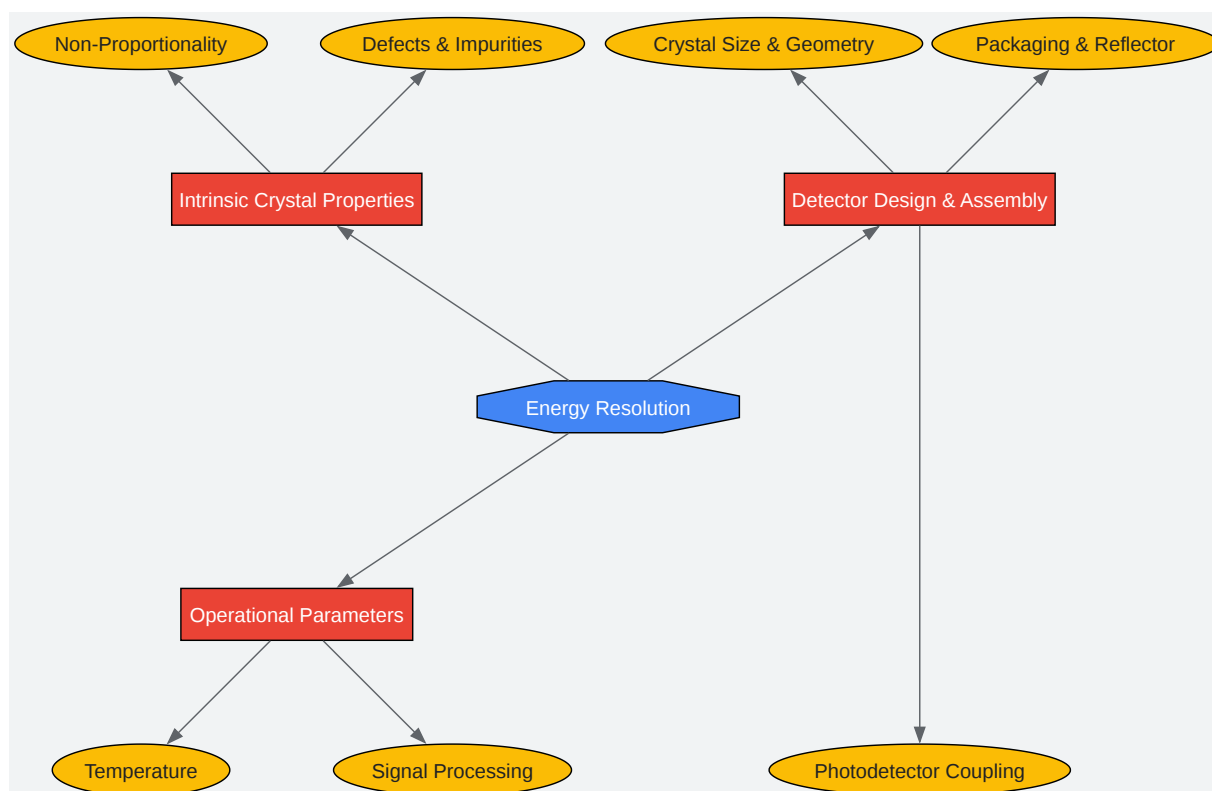 Non-Proportionality
Defects & Impurities
Crystal Size & Geometry
Packaging & Reflector
Intrinsic Crystal Properties
Detector Design & Assembly
Energy Resolution
Operational Parameters
Temperature
Signal Processing
Photodetector Coupling